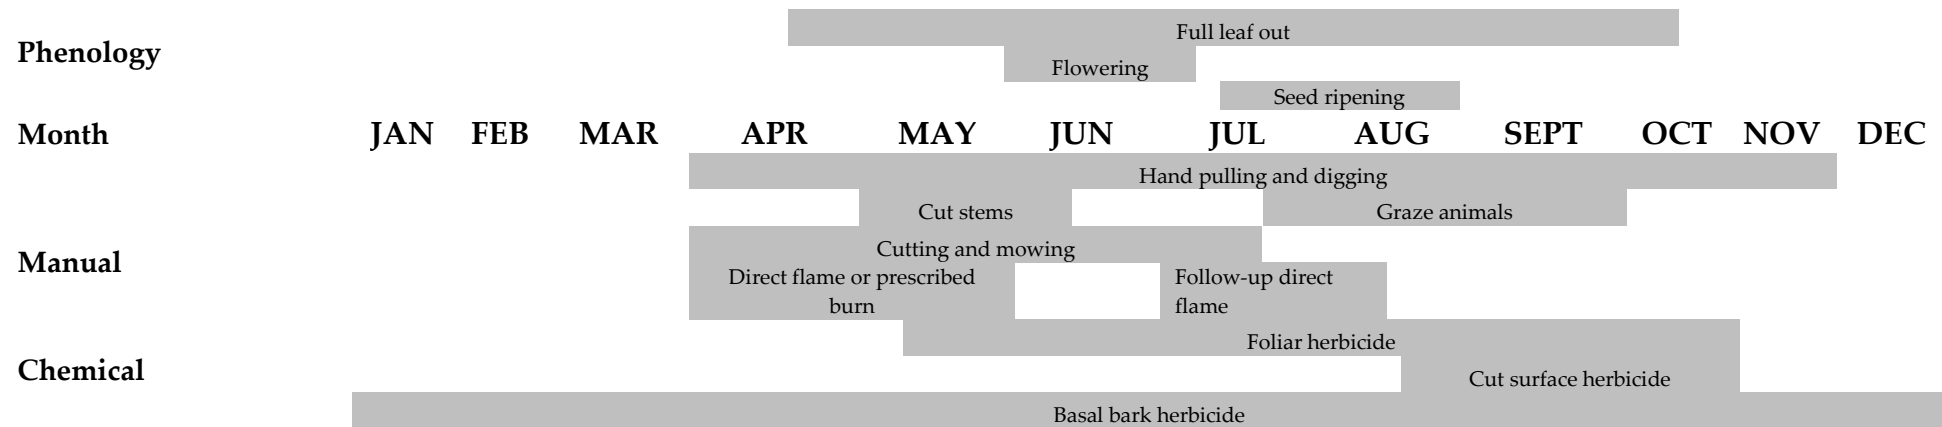 Full leaf out
Phenology
Flowering
Seed ripening
Month JAN FEB MAR APR MAY JUN JUL AUG SEPT OCT NOV DEC
Hand pulling and digging
Cut stems Graze animals
Manual
Cutting and mowing
Direct flame or prescribed
burn
Follow-up direct
flame
Foliar herbicide
Chemical
Cut surface herbicide
Basal bark herbicide